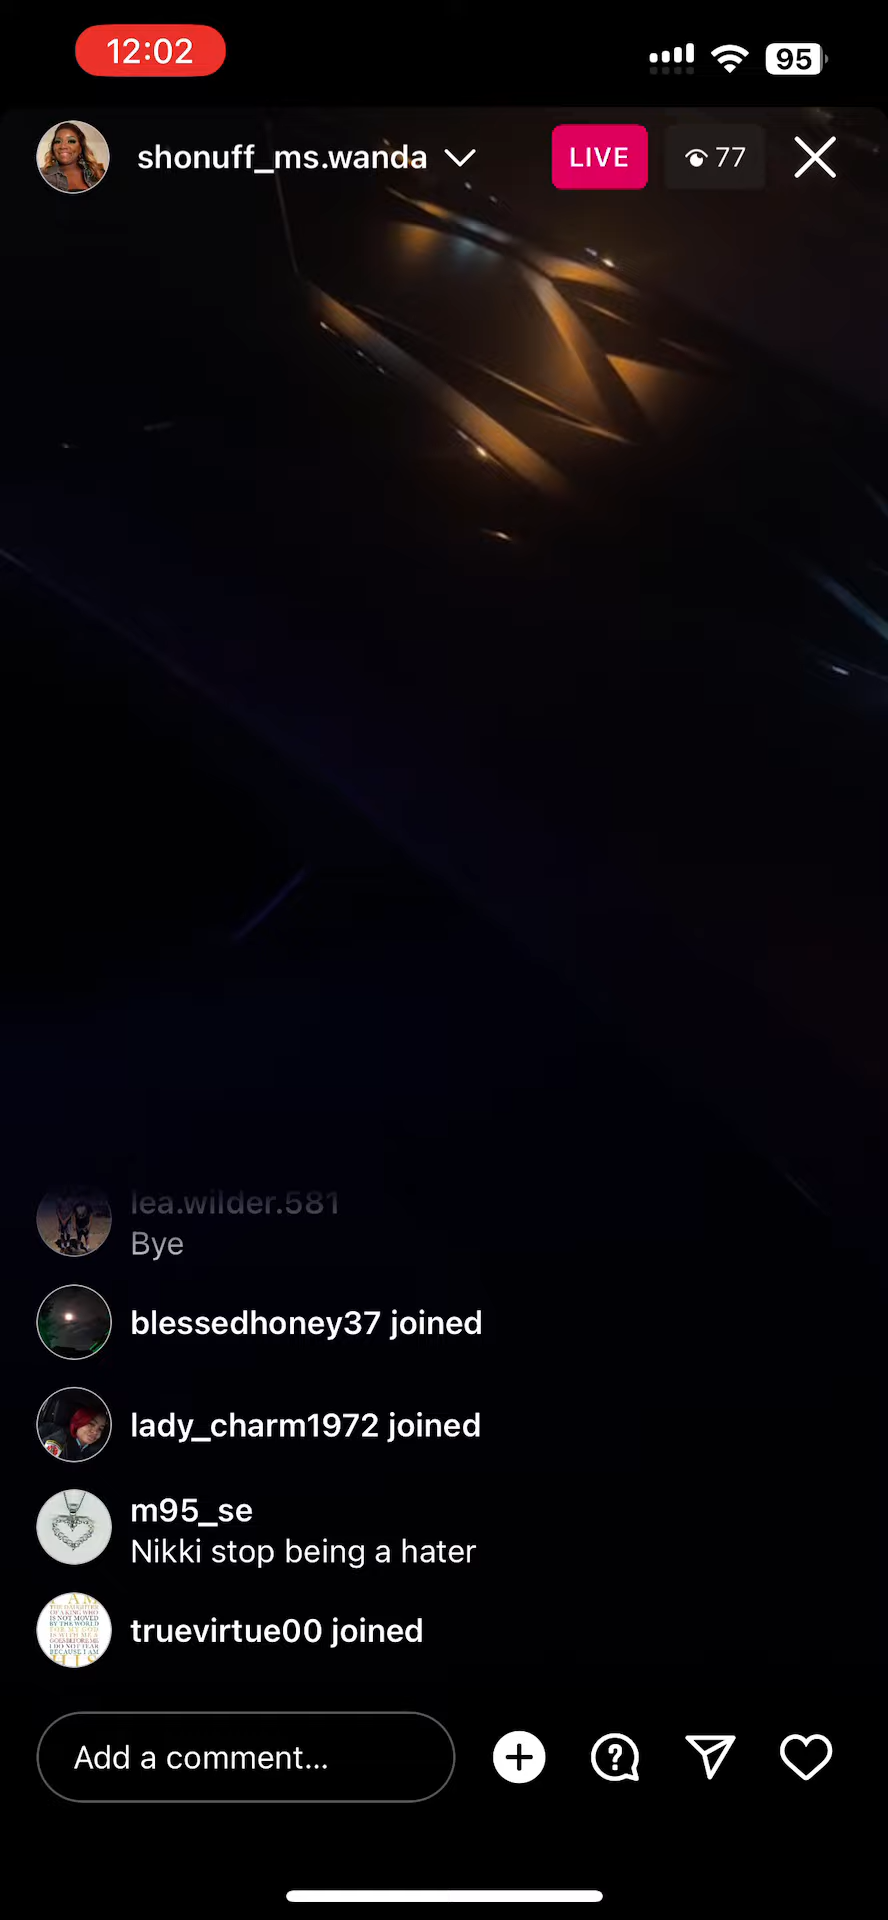 12:02
95
shonuff_ms.wanda
LIVE
77
lea.wilder.581
Bye
blessedhoney37 joined
lady_charm1972 joined
m95_se
Nikki stop being a hater
truevirtue00 joined
Add a comment...